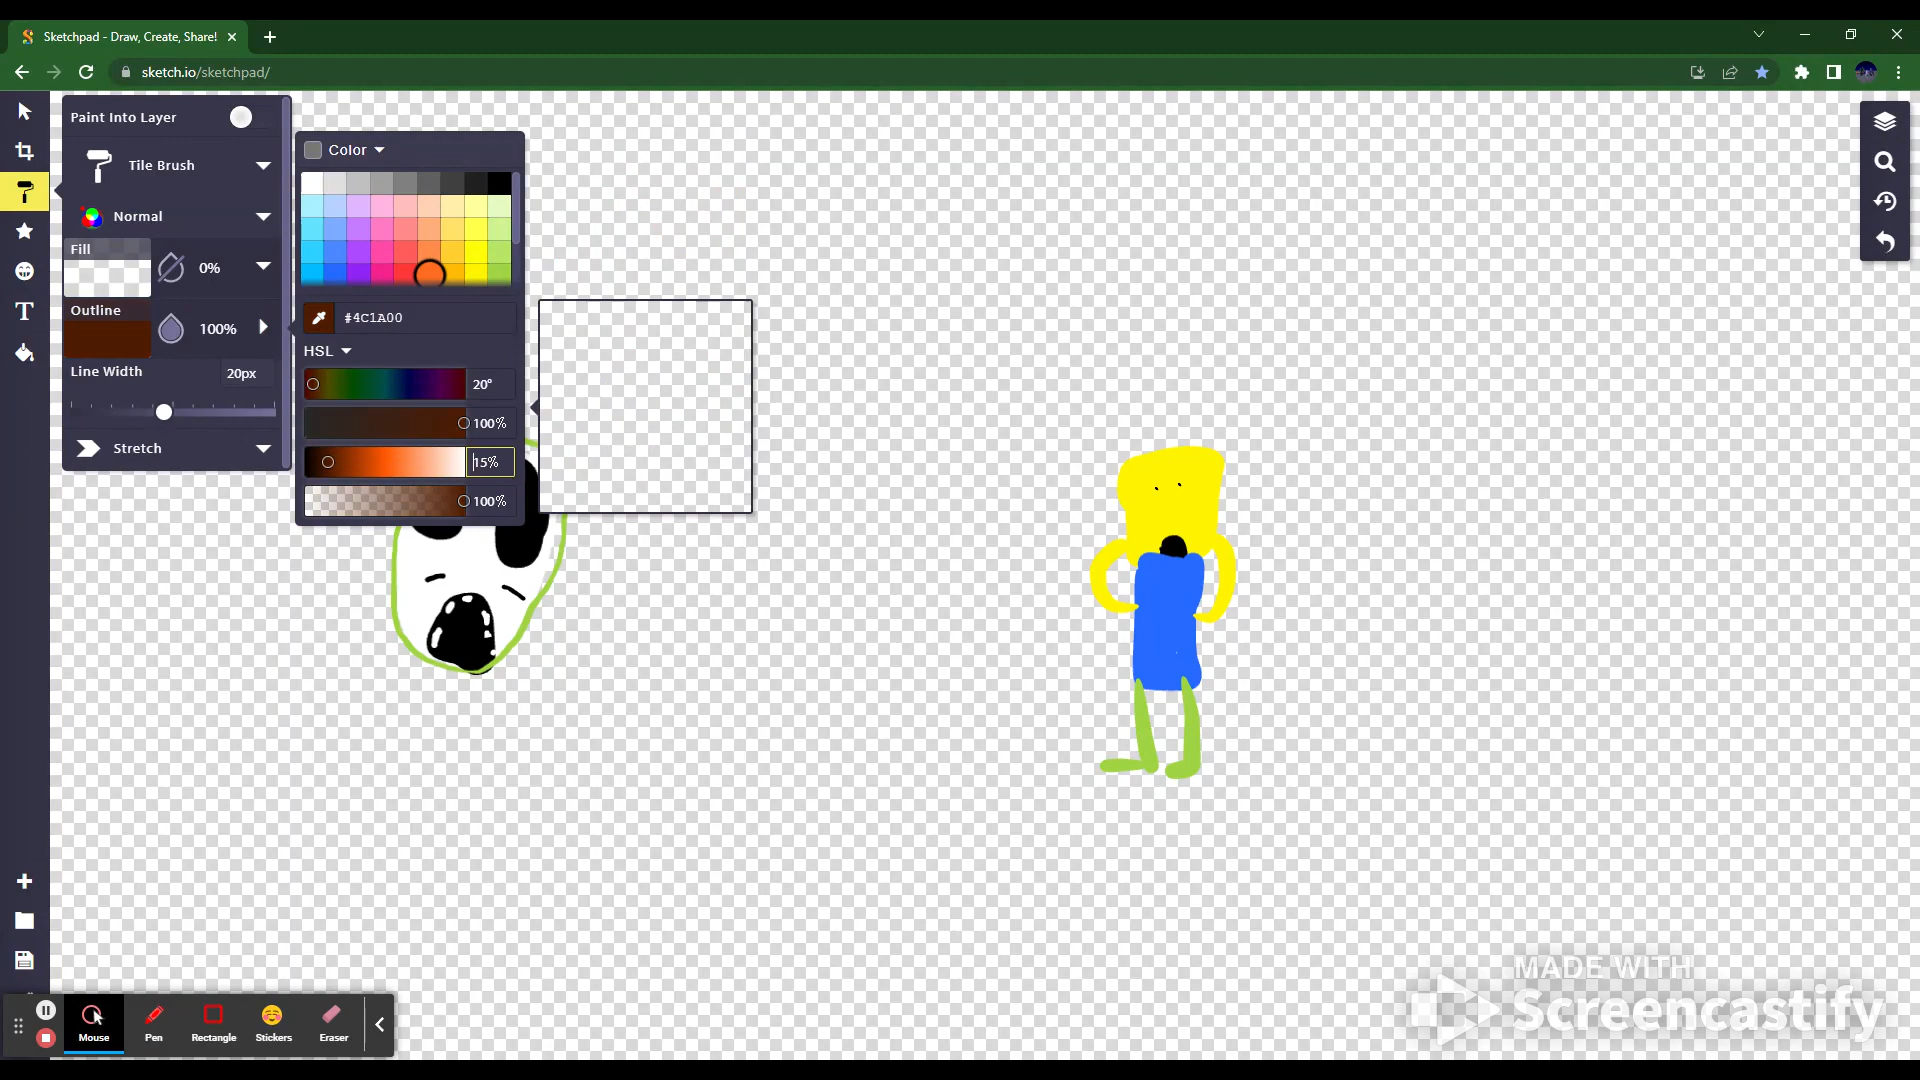 Sketchpad - Draw, Create, Share!
sketch.io/sketchpad/
Paint Into Layer
Tile Brush
Normal
Fill
0%
Outline
100%
Line Width
20px
Stretch
Color
#4C1A00
HSL
20°
100%
15%
100%
T
MADE WITH
Screencastify
Mouse
Pen
Rectangle
Stickers
Eraser